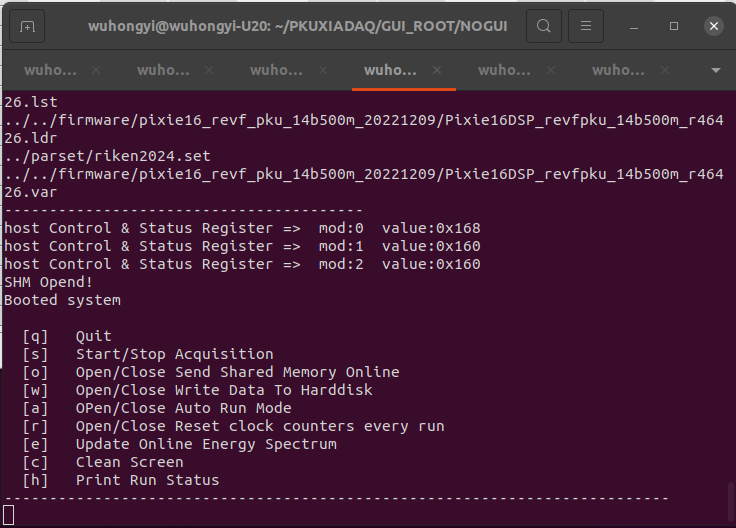 wuhongyi@wuhongyi-U20: ~/PKUXIADAQ/GUI_ROOT/NOGUI
wuho... × wuho... × wuho... × wuho... × wuho... × wuho... ×
26.lst
../../firmware/pixie16_revf_pku_14b500m_20221209/Pixie16DSP_revfpku_14b500m_r464
26.ldr
../parset/riken2024.set
../../firmware/pixie16_revf_pku_14b500m_20221209/Pixie16DSP_revfpku_14b500m_r464
26.var
----------------------------------------
host Control & Status Register =>  mod:0  value:0x168
host Control & Status Register =>  mod:1  value:0x160
host Control & Status Register =>  mod:2  value:0x160
SHM Opend!
Booted system
[q]   Quit
[s]   Start/Stop Acquisition
[o]   Open/Close Send Shared Memory Online
[w]   Open/Close Write Data To Harddisk
[a]   OPen/Close Auto Run Mode
[r]   Open/Close Reset clock counters every run
[e]   Update Online Energy Spectrum
[c]   Clean Screen
[h]   Print Run Status
--------------------------------------------------------------------------